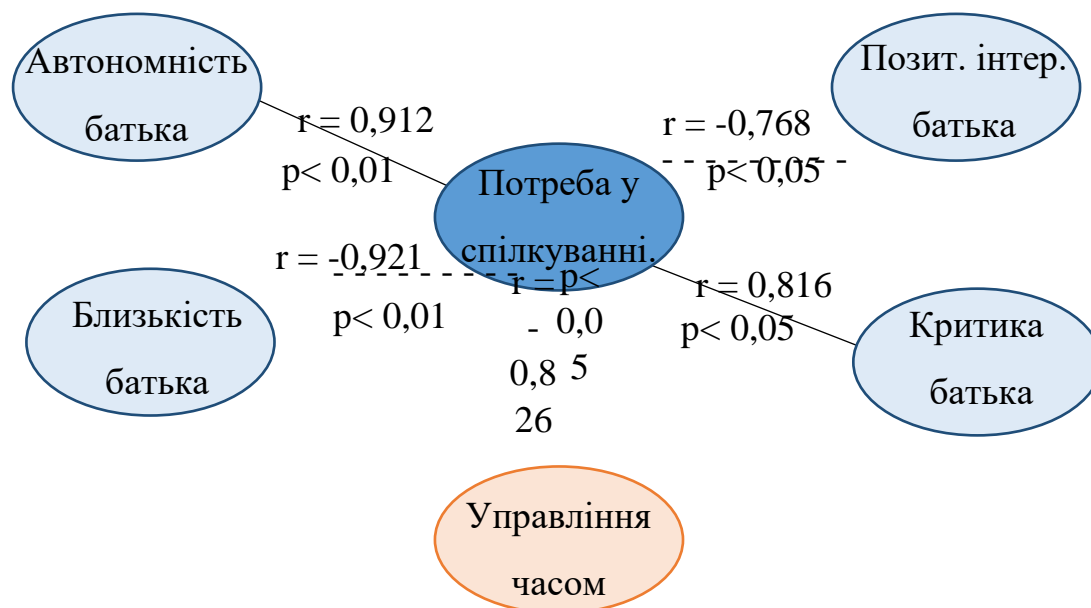 Автономність
батька
Позит. інтер.
батька
r = 0,912
p< 0,01
r = -0,768
p< 0,05
Потреба у
спілкуванні.
r = -0,921
p< 0,01
r =
-
0,8
26
p<
0,0
5
r = 0,816
p< 0,05
Близькість
батька
Критика
батька
Управління
часом